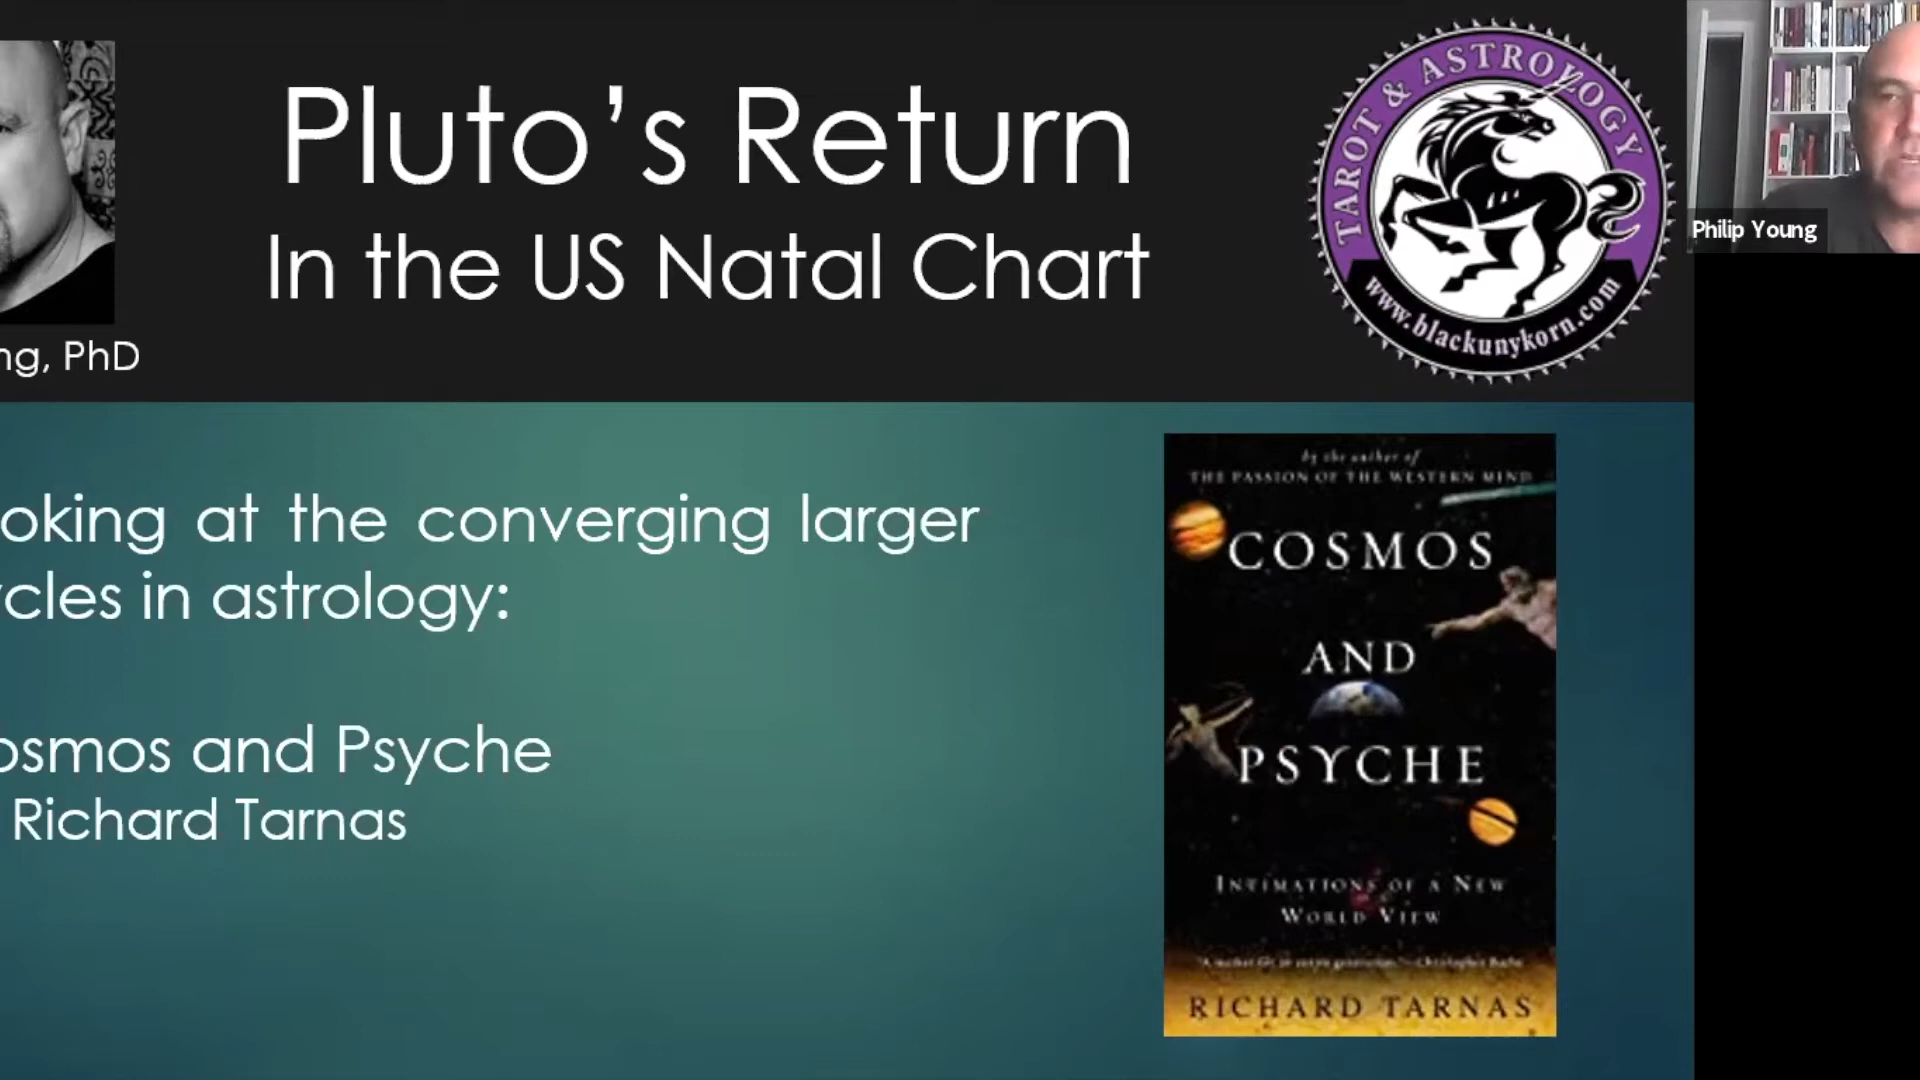 Pluto's Return
In the US Natal Chart
ng, PhD
TAROT & ASTROLOGY
www.blackunykorn.com
Philip Young
oking at the converging larger
ycles in astrology:
osmos and Psyche
Richard Tarnas
by the author of
THE PASSION OF THE WESTERN MIND
COSMOS
AND
PSYCHE
INTIMATIONS OF A NEW
WORLD VIEW
RICHARD TARNAS